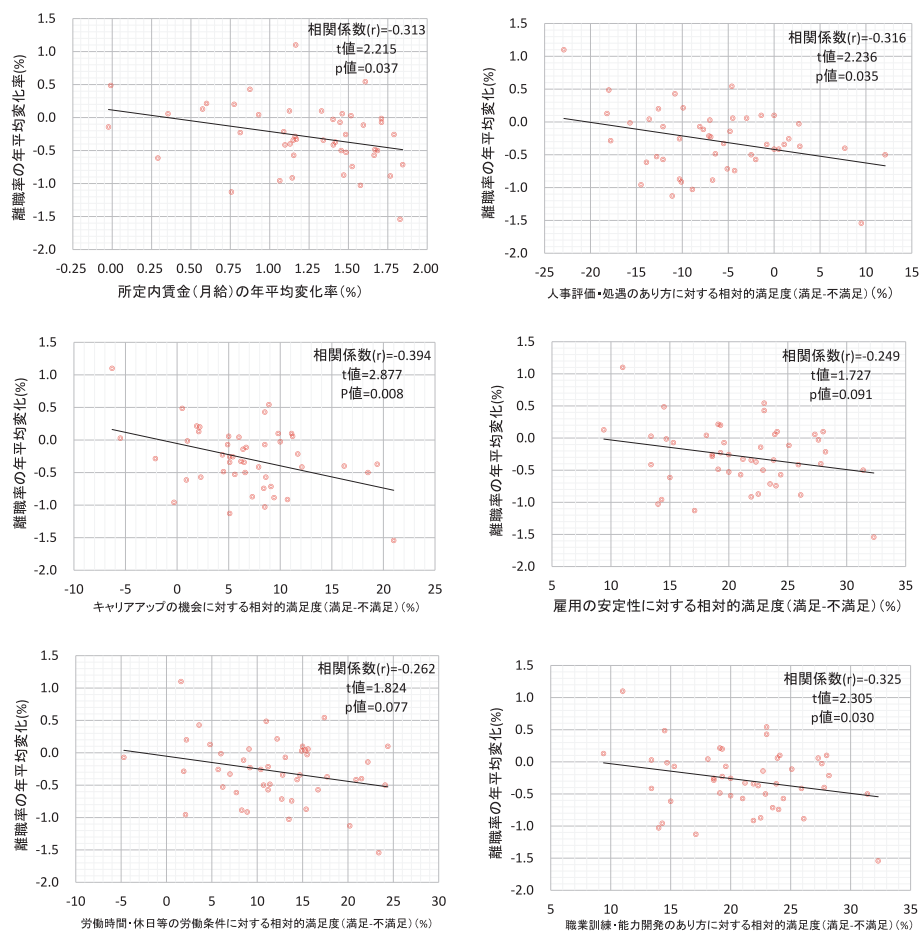 離職率の年平均変化率(%)
1.5
1.0
0.5
0.0
-0.5
-1.0
-1.5
-2.0
相関係数(r)=-0.313
t値=2.215
p値=0.037
-0.25 0.00 0.25 0.50 0.75 1.00 1.25 1.50 1.75 2.00
所定内賃金(月給)の年平均変化率(%)
離職率の年平均変化(%)
1.5
1.0
0.5
0.0
-0.5
-1.0
-1.5
-2.0
相関係数(r)=-0.316
t値=2.236
p値=0.035
-25 -20 -15 -10 -5 0 5 10 15
人事評価・処遇のあり方に対する相対的満足度(満足-不満足)(%)
離職率の年平均変化(%)
1.5
1.0
0.5
0.0
-0.5
-1.0
-1.5
-2.0
相関係数(r)=-0.394
t値=2.877
P値=0.008
-10 -5 0 5 10 15 20 25
キャリアアップの機会に対する相対的満足度(満足-不満足)(%)
離職率の年平均変化(%)
1.5
1.0
0.5
0.0
-0.5
-1.0
-1.5
-2.0
相関係数(r)=-0.249
t値=1.727
p値=0.091
5 10 15 20 25 30 35
雇用の安定性に対する相対的満足度(満足-不満足)(%)
離職率の年平均変化(%)
1.5
1.0
0.5
0.0
-0.5
-1.0
-1.5
-2.0
相関係数(r)=-0.262
t値=1.824
p値=0.077
-10 -5 0 5 10 15 20 25 30
労働時間・休日等の労働条件に対する相対的満足度(満足-不満足)(%)
離職率の年平均変化(%)
1.5
1.0
0.5
0.0
-0.5
-1.0
-1.5
-2.0
相関係数(r)=-0.325
t値=2.305
p値=0.030
5 10 15 20 25 30 35
職業訓練・能力開発のあり方に対する相対的満足度(満足-不満足)(%)